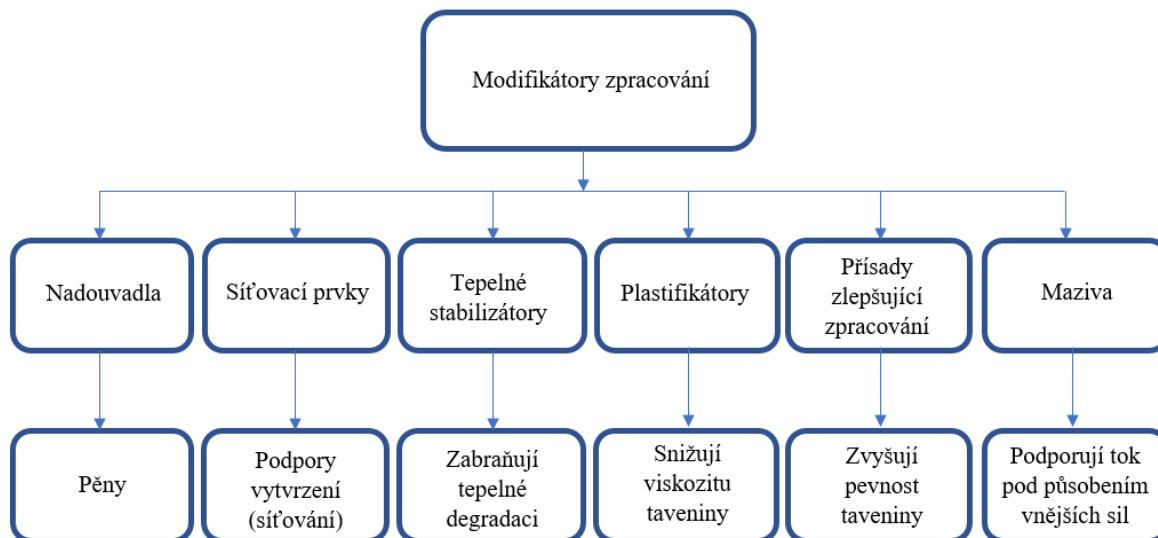 Modifikátory zpracování
Nadouvadla
Síťovací prvky
Tepelné
stabilizátory
Plastifikátory
Přísady
zlepšující
zpracování
Maziva
Pěny
Podpory
vytvrzení
(síťování)
Zabraňují
tepelné
degradaci
Snižují
viskozitu
taveniny
Zvyšují
pevnost
taveniny
Podporují tok
pod působením
vnějších sil